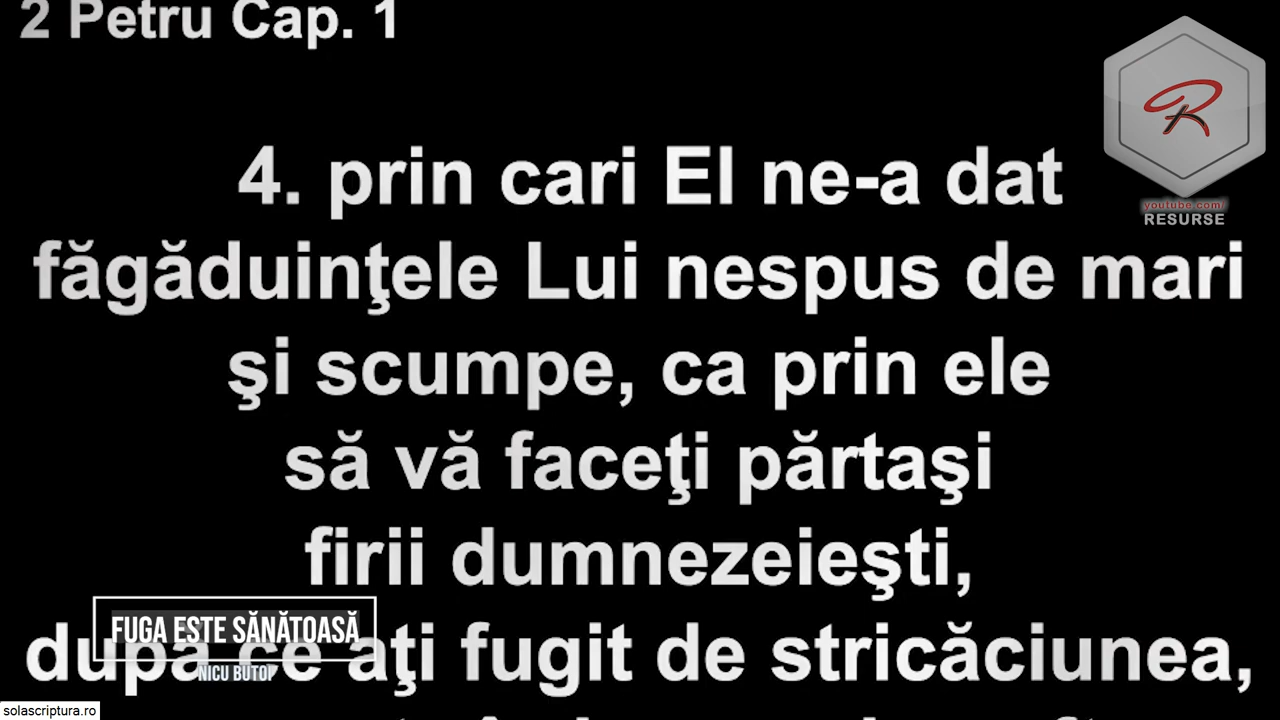 2 Petru Cap. 1
youtube.com/
RESURSE
4. prin cari El ne-a dat
făgăduinţele Lui nespus de mari
şi scumpe, ca prin ele
să vă faceţi părtaşi
firii dumnezeieşti,
după ce aţi fugit de stricăciunea,
FUGA ESTE SĂNĂTOASĂ
NICU BUTOI
solascriptura.ro